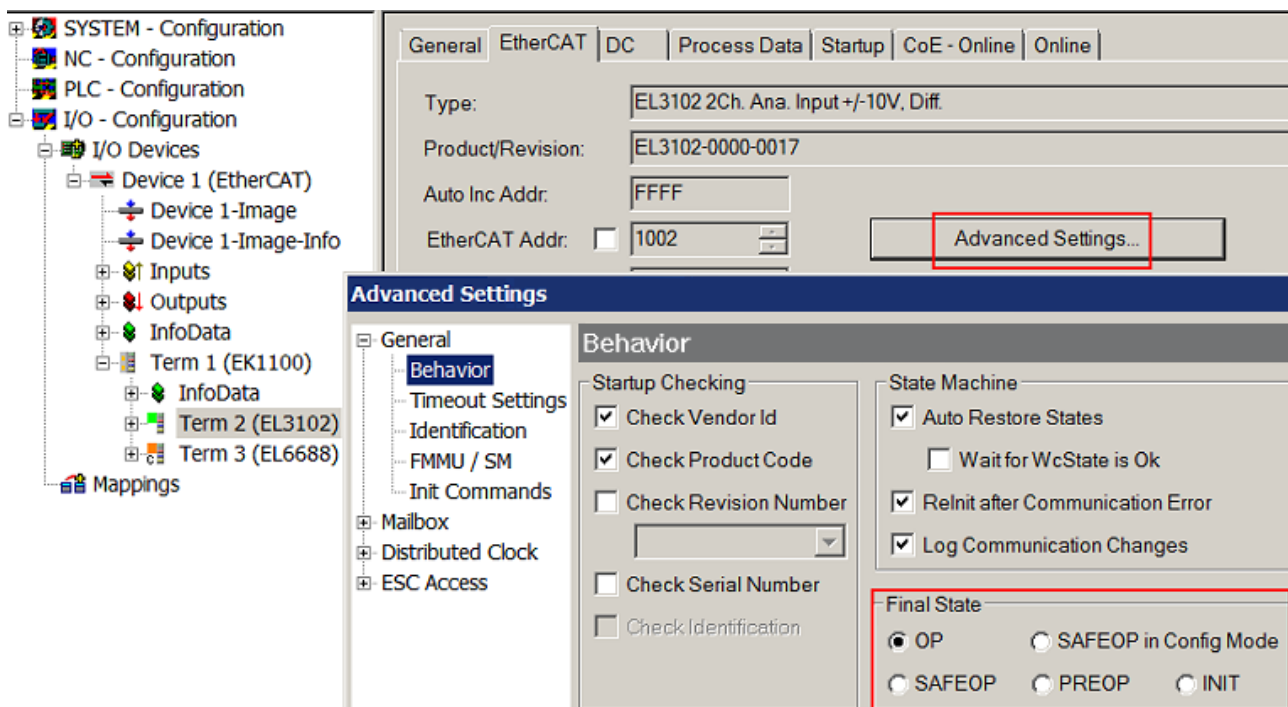 SYSTEM - Configuration
NC - Configuration
PLC - Configuration
I/O - Configuration
I/O Devices
Device 1 (EtherCAT)
Device 1-Image
Device 1-Image-Info
Inputs
Outputs
InfoData
Term 1 (EK1100)
InfoData
Term 2 (EL3102)
Term 3 (EL6688)
Mappings
General EtherCAT DC Process Data Startup CoE - Online Online
Type: EL3102 2Ch. Ana. Input +/-10V, Diff.
Product/Revision: EL3102-0000-0017
Auto Inc Addr: FFFF
EtherCAT Addr: 1002 Advanced Settings...
Advanced Settings
General
Behavior
Timeout Settings
Identification
FMMU / SM
Init Commands
Mailbox
Distributed Clock
ESC Access
Behavior
Startup Checking
Check Vendor Id
Check Product Code
Check Revision Number
Check Serial Number
Check Identification
State Machine
Auto Restore States
Wait for WcState is Ok
ReInit after Communication Error
Log Communication Changes
Final State
OP SAFEOP in Config Mode
SAFEOP PREOP INIT